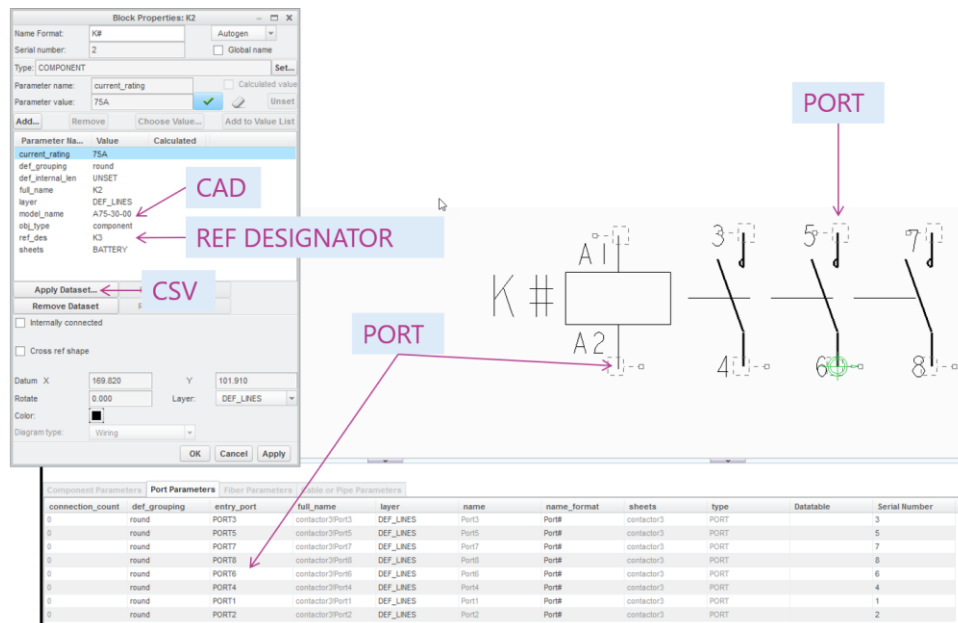 Block Properties: K2
Name Format: K# Autogen
Serial number: 2 Global name
Type: COMPONENT Set...
Parameter name: current_rating Calculated value
Parameter value: 75A Unset
Add... Remove Choose Value... Add to Value List
Parameter Na... Value Calculated
current_rating 75A
def_grouping round
def_internal_len UNSET
full_name K2
layer DEF_LINES
model_name A75-30-00
obj_type component
ref_des K3
sheets BATTERY
CAD
REF DESIGNATOR
Apply Dataset...
CSV
Remove Dataset
Internally connected
Cross ref shape
Datum X 169.820 Y 101.910
Rotate 0.000 Layer: DEF_LINES
Color:
Diagram type: Wiring
OK Cancel Apply
PORT
PORT
A1 3 5 7
K#
A2 4 6 8
Component Parameters Port Parameters Fiber Parameters Cable or Pipe Parameters
connection_count def_grouping entry_port full_name layer name name_format sheets type Datatable Serial Number
0 round PORT3 contactor3!Port3 DEF_LINES Port3 Port# contactor3 PORT 3
0 round PORT5 contactor3!Port5 DEF_LINES Port5 Port# contactor3 PORT 5
0 round PORT7 contactor3!Port7 DEF_LINES Port7 Port# contactor3 PORT 7
0 round PORT8 contactor3!Port8 DEF_LINES Port8 Port# contactor3 PORT 8
0 round PORT6 contactor3!Port6 DEF_LINES Port6 Port# contactor3 PORT 6
0 round PORT4 contactor3!Port4 DEF_LINES Port4 Port# contactor3 PORT 4
0 round PORT1 contactor3!Port1 DEF_LINES Port1 Port# contactor3 PORT 1
0 round PORT2 contactor3!Port2 DEF_LINES Port2 Port# contactor3 PORT 2